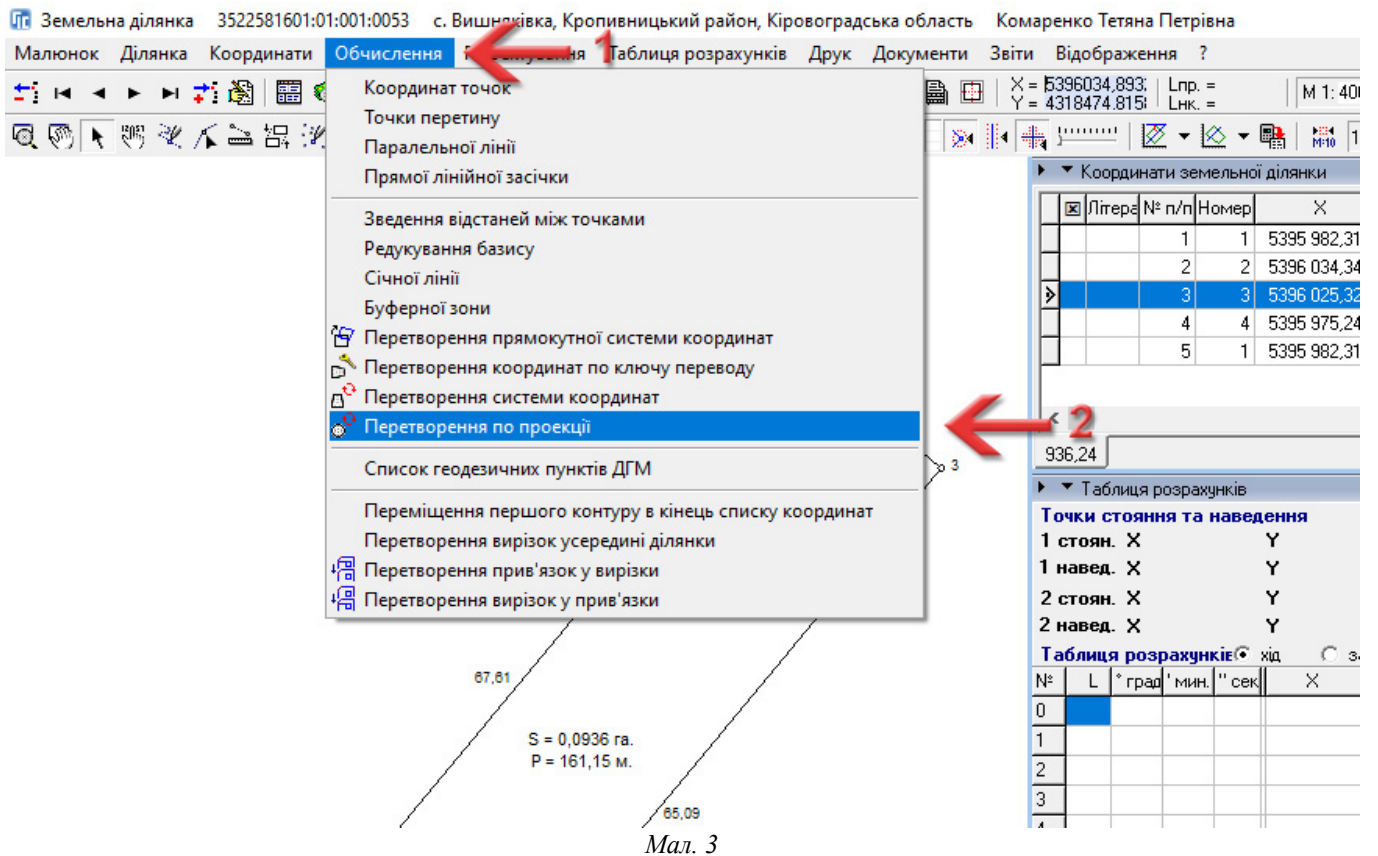 Земельна ділянка 3522581601:01:001:0053 с. Вишняківка, Кропивницький район, Кіровоградська область Комаренко Тетяна Петрівна
Малюнок Ділянка Координати Обчислення 1 Таблиця розрахунків Друк Документи Звіти Відображення ?
X = 5396034,893; Lпр. =
Y = 4318474.815 Lнк. =
M 1: 40
M=10 1
Координат точок
Точки перетину
Паралельної лінії
Прямої лінійної засічки
Зведення відстаней між точками
Редукування базису
Січної лінії
Буферної зони
Перетворення прямокутної системи координат
Перетворення координат по ключу переводу
Перетворення системи координат
Перетворення по проекції
2
Список геодезичних пунктів ДГМ
Переміщення першого контуру в кінець списку координат
Перетворення вирізок усередині ділянки
Перетворення прив'язок у вирізки
Перетворення вирізок у прив'язки
3
67,61
S = 0,0936 га.
P = 161,15 м.
65,09
Координати земельної ділянки
Літера № п/п Номер X
1 1 5395 982,31
2 2 5396 034,34
3 3 5396 025,32
4 4 5395 975,24
5 1 5395 982,31
936,24
Таблиця розрахунків
Точки стояння та наведення
1 стоян. X Y
1 навед. X Y
2 стоян. X Y
2 навед. X Y
Таблиця розрахунків хід
№ L ° град ' мин. '' сек X
0
1
2
3
Мал. 3